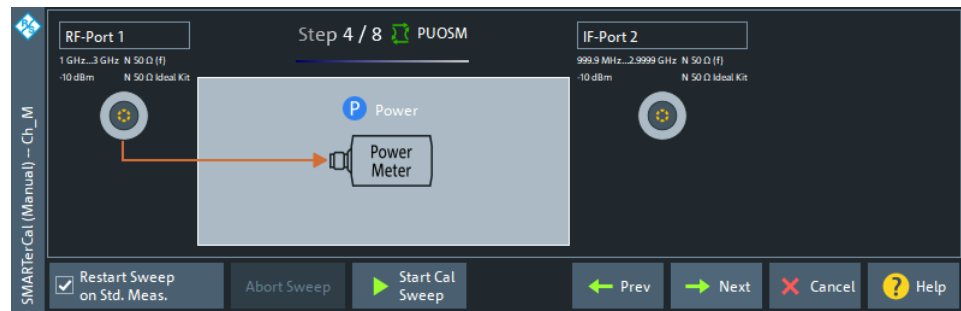 SMARTerCal (Manual) – Ch_M
RF-Port 1
1 GHz...3 GHz N 50 Ω (f)
-10 dBm N 50 Ω Ideal Kit
Step 4 / 8 PUOSM
IF-Port 2
999.9 MHz...2.9999 GHz N 50 Ω (f)
-10 dBm N 50 Ω Ideal Kit
P Power
Power
Meter
Restart Sweep
on Std. Meas.
Abort Sweep
Start Cal
Sweep
Prev
Next
Cancel
? Help